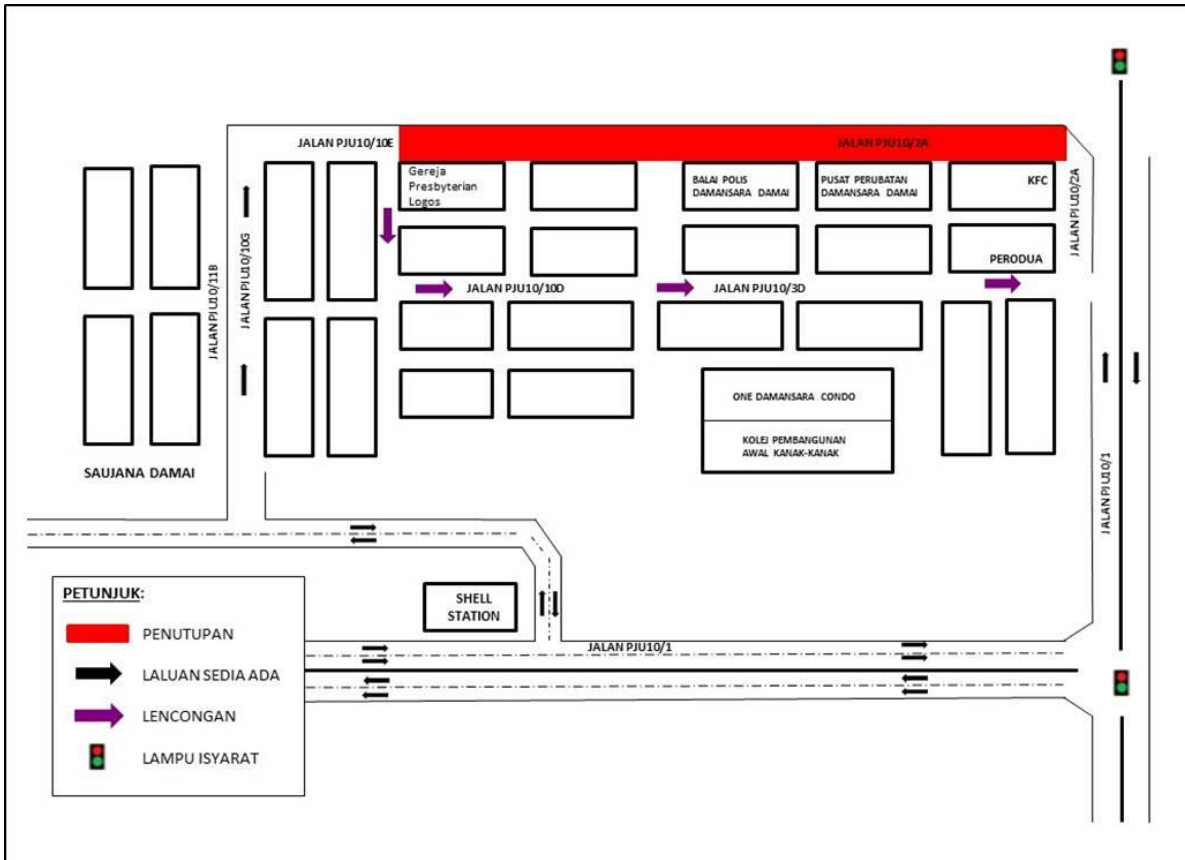 JALAN PJU10/10E
JALAN PJU10/2A
Gereja
Presbyterian
Logos
BALAI POLIS
DAMANSARA DAMAI
PUSAT PERUBATAN
DAMANSARA DAMAI
KFC
JALAN PJU10/2A
PERODUA
JALAN PJU10/10D
JALAN PJU10/3D
JALAN PJU10/11B
JALAN PJU10/10G
ONE DAMANSARA CONDO
KOLEJ PEMBANGUNAN
AWAL KANAK-KANAK
SAUJANA DAMAI
JALAN PJU10/1
SHELL
STATION
JALAN PJU10/1
PETUNJUK:
PENUTUPAN
LALUAN SEDIA ADA
LENCONGAN
LAMPU ISYARAT